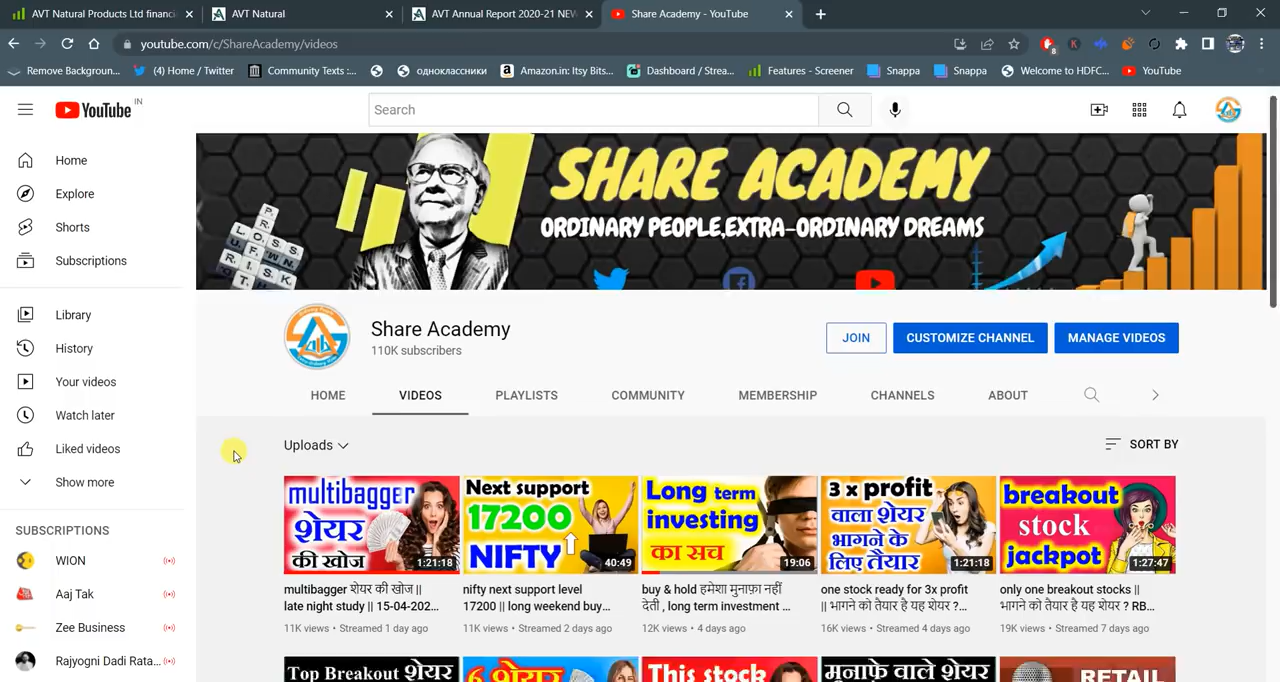 AVT Natural Products Ltd financi
AVT Natural
AVT Annual Report 2020-21 NEW
Share Academy - YouTube
youtube.com/c/ShareAcademy/videos
8
K
Remove Background...
(4) Home / Twitter
Community Texts :...
одноклассники
Amazon.in: Itsy Bits...
Dashboard / Strea...
Features - Screener
Snappa
Snappa
Welcome to HDFC...
YouTube
YouTube IN
Search
Home
Explore
Shorts
Subscriptions
Library
History
Your videos
Watch later
Liked videos
Show more
SUBSCRIPTIONS
WION
Aaj Tak
Zee Business
Rajyogni Dadi Rata...
SHARE ACADEMY
ORDINARY PEOPLE,EXTRA-ORDINARY DREAMS
Share Academy
110K subscribers
JOIN
CUSTOMIZE CHANNEL
MANAGE VIDEOS
HOME
VIDEOS
PLAYLISTS
COMMUNITY
MEMBERSHIP
CHANNELS
ABOUT
Uploads
SORT BY
multibagger
शेयर
की खोज
1:21:18
Next support
17200
NIFTY
40:49
Long term
investing
का सच
19:06
3 x profit
वाला शेयर
भागने के
लिए तैयार
1:21:18
breakout
stock
jackpot
1:27:47
multibagger शेयर की खोज ||
late night study || 15-04-202...
11K views • Streamed 1 day ago
nifty next support level
17200 || long weekend buy...
11K views • Streamed 2 days ago
buy & hold हमेशा मुनाफ़ा नहीं
देती , long term investment ...
12K views • 4 days ago
one stock ready for 3x profit
|| भागने को तैयार है यह शेयर ?...
16K views • Streamed 4 days ago
only one breakout stocks ||
भागने को तैयार है यह शेयर ? RB...
19K views • Streamed 7 days ago
Top Breakout शेयर
6 शेयर
This stock
मुनाफे वाले शेयर
RETAIL